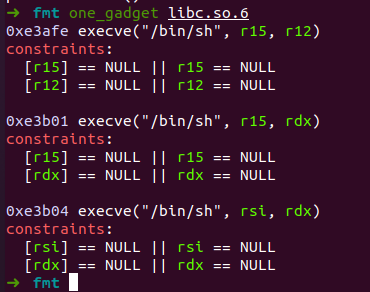 ➜ fmt one_gadget libc.so.6
0xe3afe execve("/bin/sh", r15, r12)
constraints:
[r15] == NULL || r15 == NULL
[r12] == NULL || r12 == NULL
0xe3b01 execve("/bin/sh", r15, rdx)
constraints:
[r15] == NULL || r15 == NULL
[rdx] == NULL || rdx == NULL
0xe3b04 execve("/bin/sh", rsi, rdx)
constraints:
[rsi] == NULL || rsi == NULL
[rdx] == NULL || rdx == NULL
➜ fmt